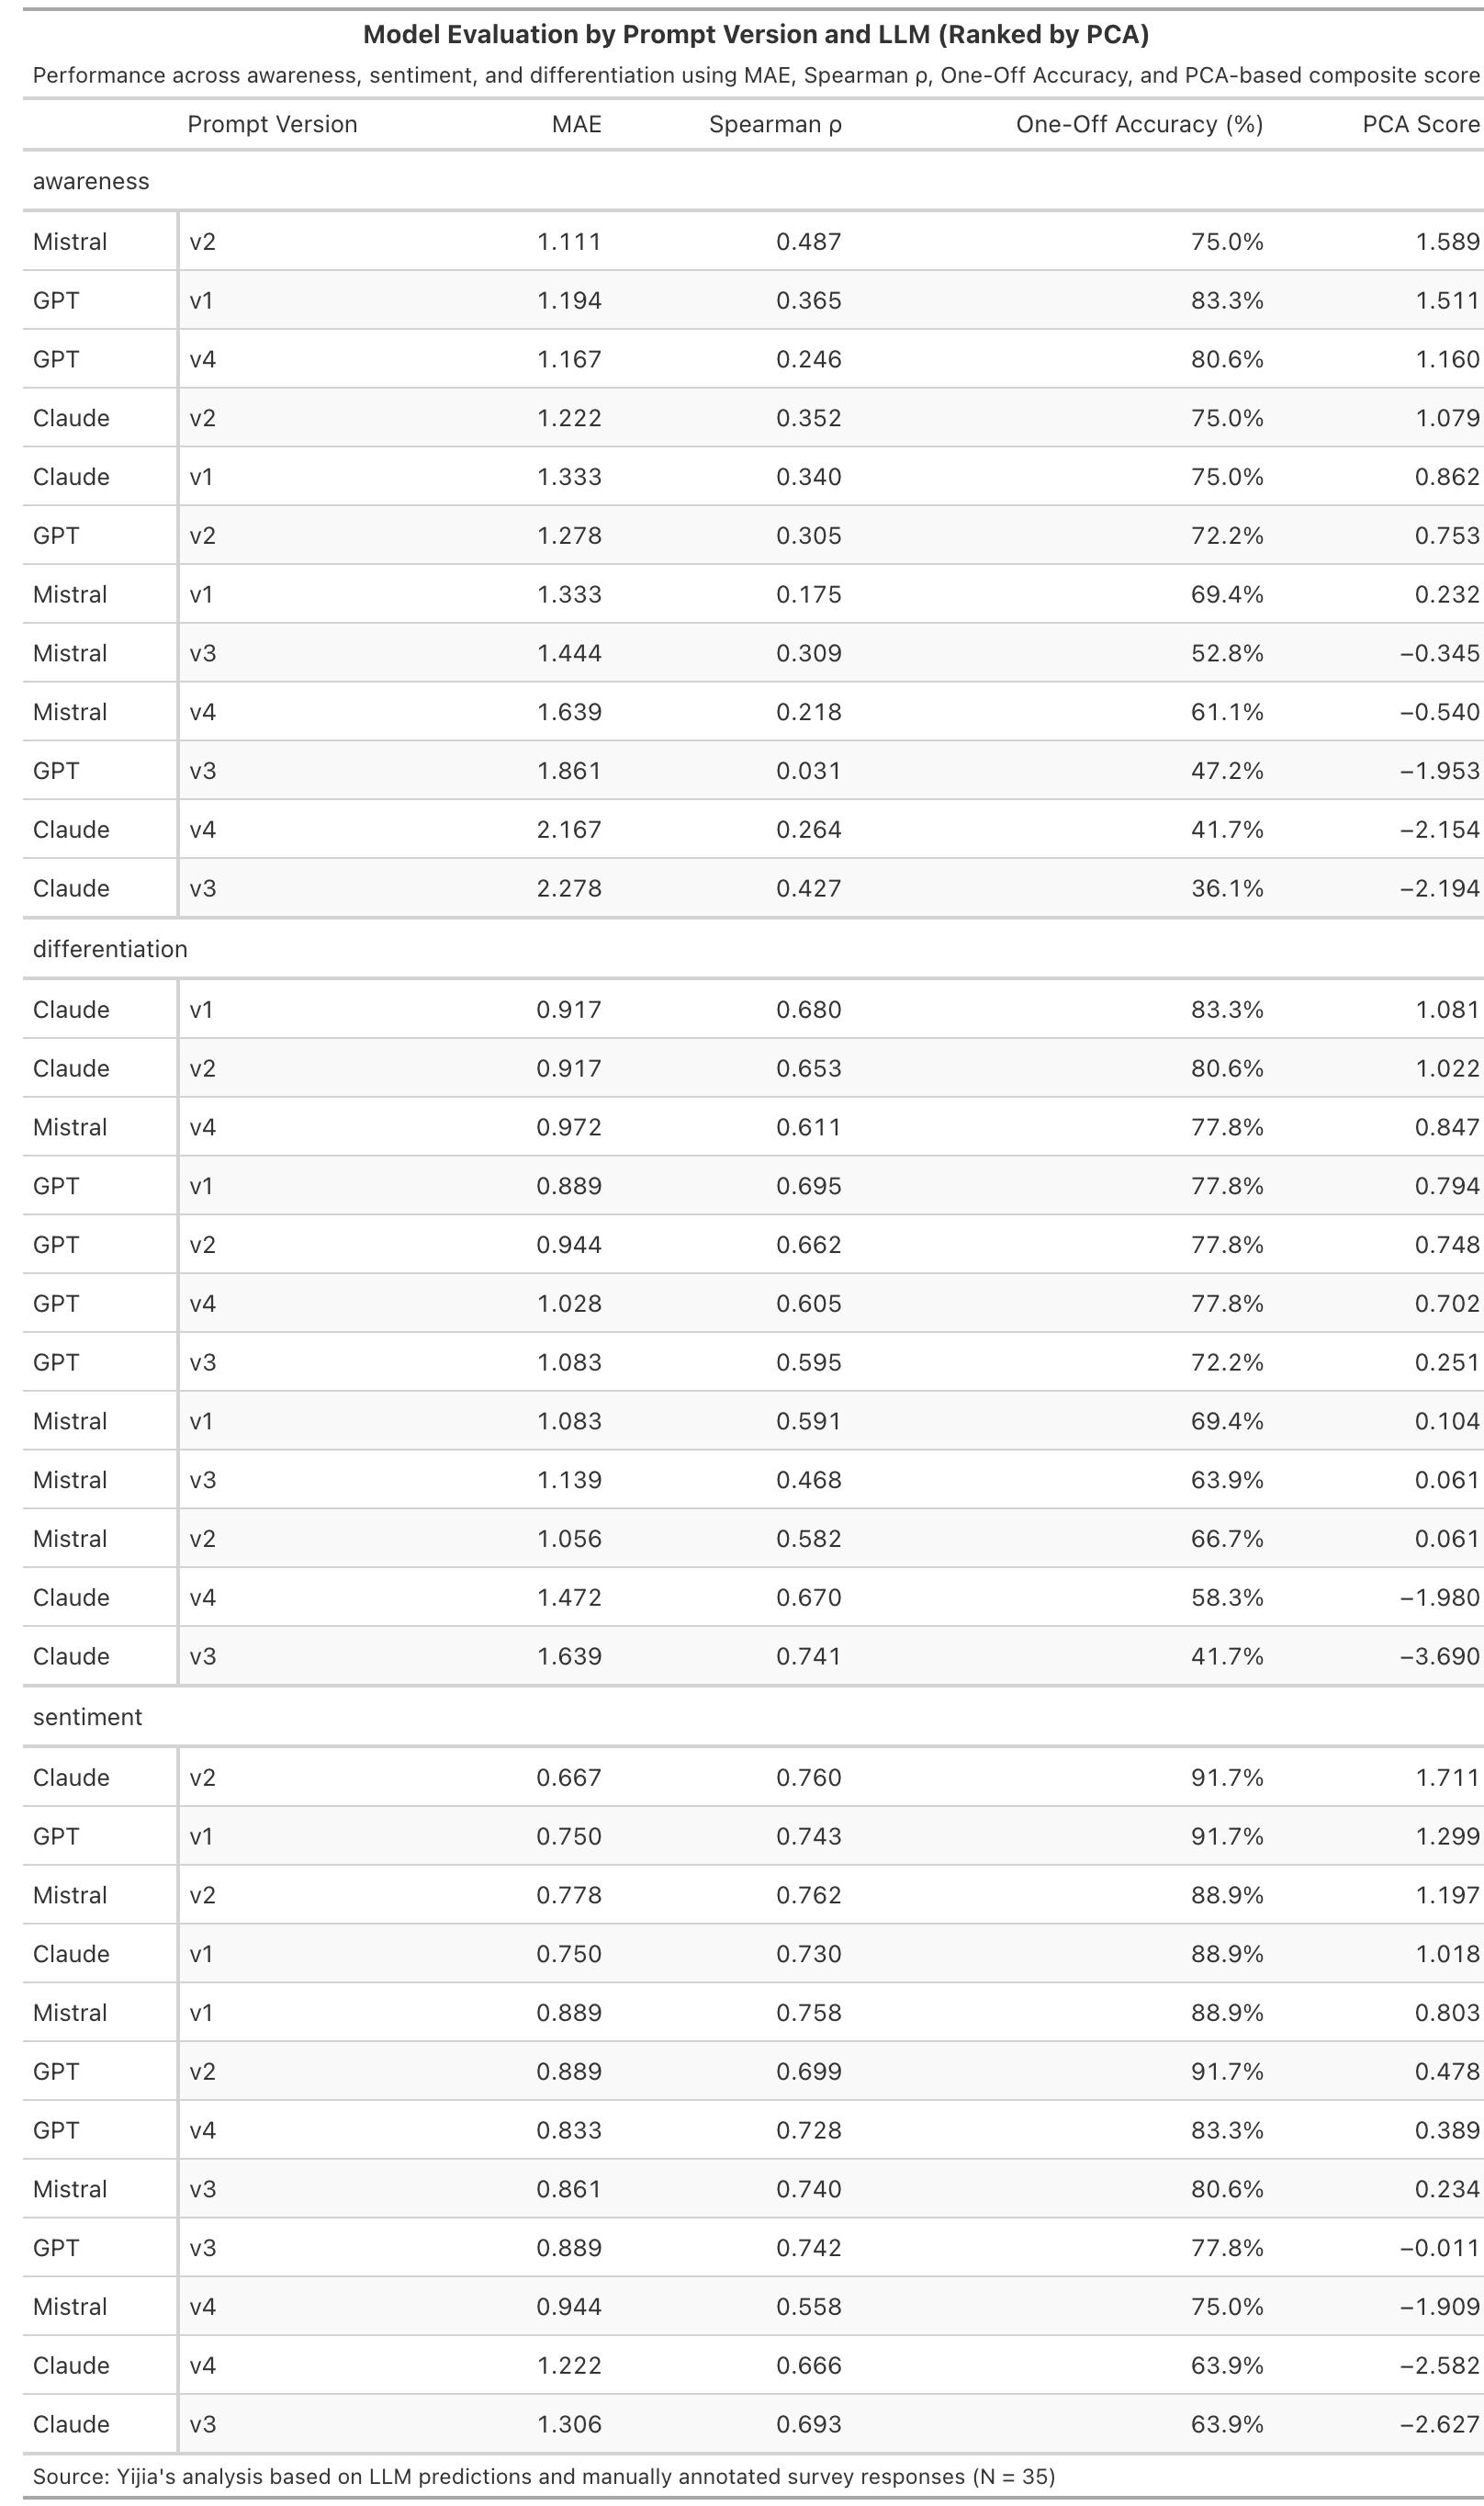 Model Evaluation by Prompt Version and LLM (Ranked by PCA)
Performance across awareness, sentiment, and differentiation using MAE, Spearman ρ, One-Off Accuracy, and PCA-based composite score
Prompt Version MAE Spearman ρ One-Off Accuracy (%) PCA Score
awareness
Mistral v2 1.111 0.487 75.0% 1.589
GPT v1 1.194 0.365 83.3% 1.511
GPT v4 1.167 0.246 80.6% 1.160
Claude v2 1.222 0.352 75.0% 1.079
Claude v1 1.333 0.340 75.0% 0.862
GPT v2 1.278 0.305 72.2% 0.753
Mistral v1 1.333 0.175 69.4% 0.232
Mistral v3 1.444 0.309 52.8% −0.345
Mistral v4 1.639 0.218 61.1% −0.540
GPT v3 1.861 0.031 47.2% −1.953
Claude v4 2.167 0.264 41.7% −2.154
Claude v3 2.278 0.427 36.1% −2.194
differentiation
Claude v1 0.917 0.680 83.3% 1.081
Claude v2 0.917 0.653 80.6% 1.022
Mistral v4 0.972 0.611 77.8% 0.847
GPT v1 0.889 0.695 77.8% 0.794
GPT v2 0.944 0.662 77.8% 0.748
GPT v4 1.028 0.605 77.8% 0.702
GPT v3 1.083 0.595 72.2% 0.251
Mistral v1 1.083 0.591 69.4% 0.104
Mistral v3 1.139 0.468 63.9% 0.061
Mistral v2 1.056 0.582 66.7% 0.061
Claude v4 1.472 0.670 58.3% −1.980
Claude v3 1.639 0.741 41.7% −3.690
sentiment
Claude v2 0.667 0.760 91.7% 1.711
GPT v1 0.750 0.743 91.7% 1.299
Mistral v2 0.778 0.762 88.9% 1.197
Claude v1 0.750 0.730 88.9% 1.018
Mistral v1 0.889 0.758 88.9% 0.803
GPT v2 0.889 0.699 91.7% 0.478
GPT v4 0.833 0.728 83.3% 0.389
Mistral v3 0.861 0.740 80.6% 0.234
GPT v3 0.889 0.742 77.8% −0.011
Mistral v4 0.944 0.558 75.0% −1.909
Claude v4 1.222 0.666 63.9% −2.582
Claude v3 1.306 0.693 63.9% −2.627
Source: Yijia's analysis based on LLM predictions and manually annotated survey responses (N = 35)